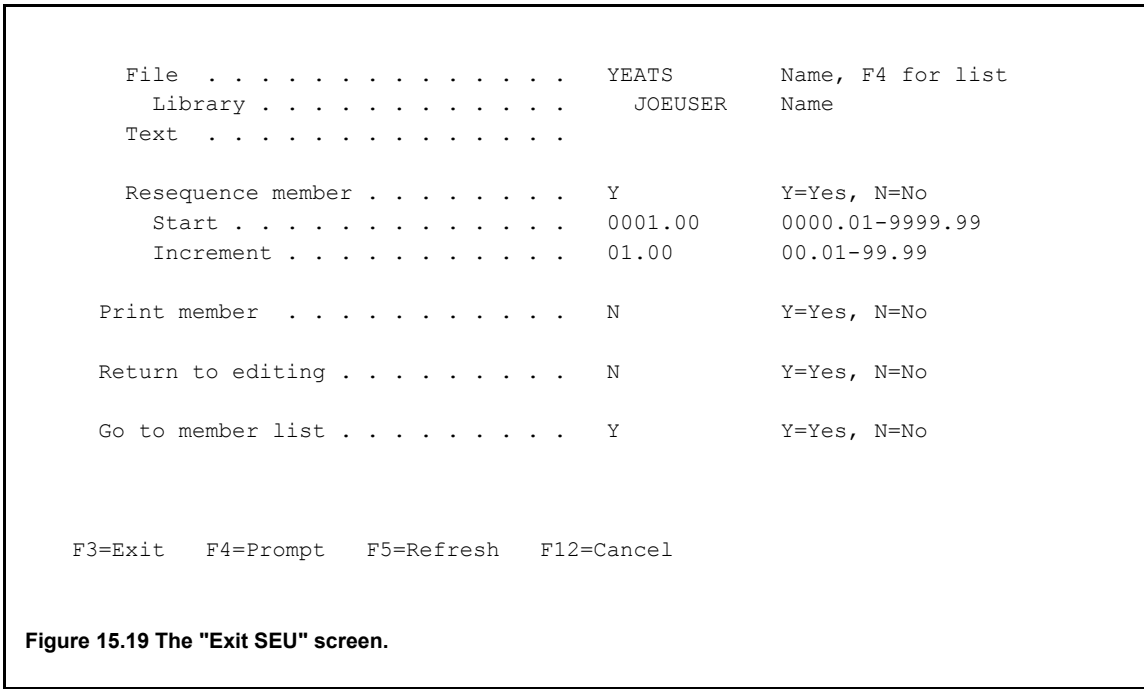 File . . . . . . . . . . . . . . YEATS Name, F4 for list
Library . . . . . . . . . . . . JOEUSER Name
Text . . . . . . . . . . . . . .
Resequence member . . . . . . . . Y Y=Yes, N=No
Start . . . . . . . . . . . . . 0001.00 0000.01-9999.99
Increment . . . . . . . . . . . 01.00 00.01-99.99
Print member . . . . . . . . . . . N Y=Yes, N=No
Return to editing . . . . . . . . . N Y=Yes, N=No
Go to member list . . . . . . . . . Y Y=Yes, N=No
F3=Exit F4=Prompt F5=Refresh F12=Cancel
Figure 15.19 The "Exit SEU" screen.